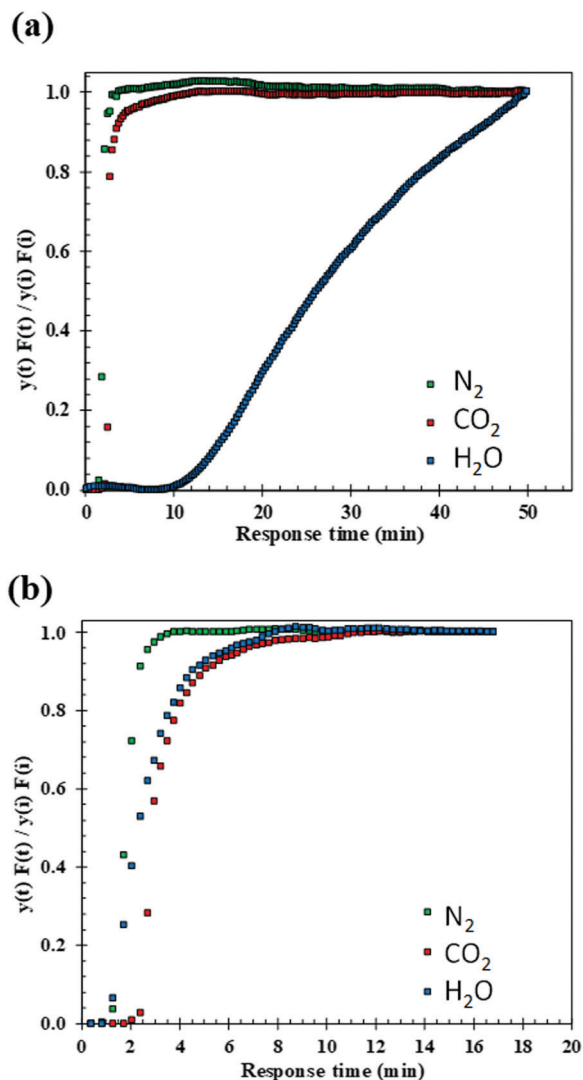 (a)
y(t) F(t) / y(i) F(i)
1.0
0.8
0.6
0.4
0.2
0.0
N₂
CO₂
H₂O
0 10 20 30 40 50
Response time (min)
(b)
y(t) F(t) / y(i) F(i)
1.0
0.8
0.6
0.4
0.2
0.0
N₂
CO₂
H₂O
0 2 4 6 8 10 12 14 16 18 20
Response time (min)